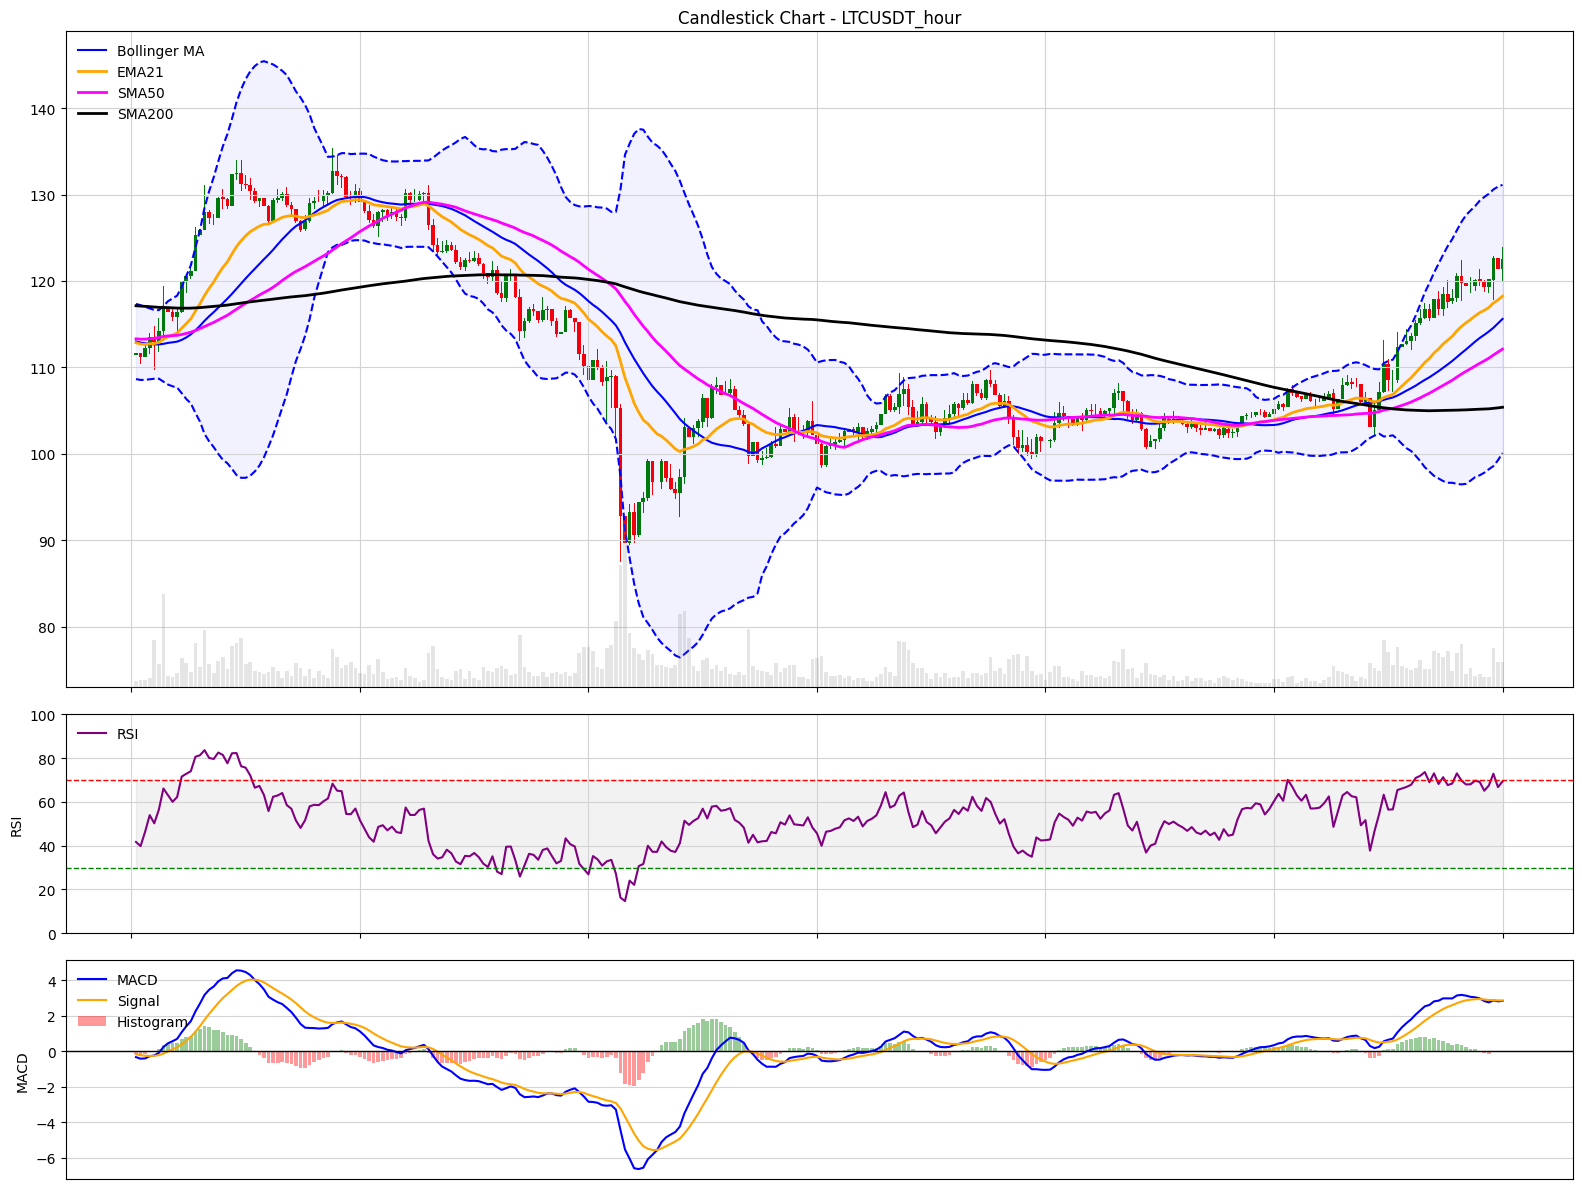 Candlestick Chart - LTCUSDT_hour
Bollinger MA
EMA21
SMA50
SMA200
140
130
120
110
100
90
80
RSI
100
80
60
40
20
0
RSI
MACD
Signal
Histogram
4
2
0
−2
−4
−6
MACD